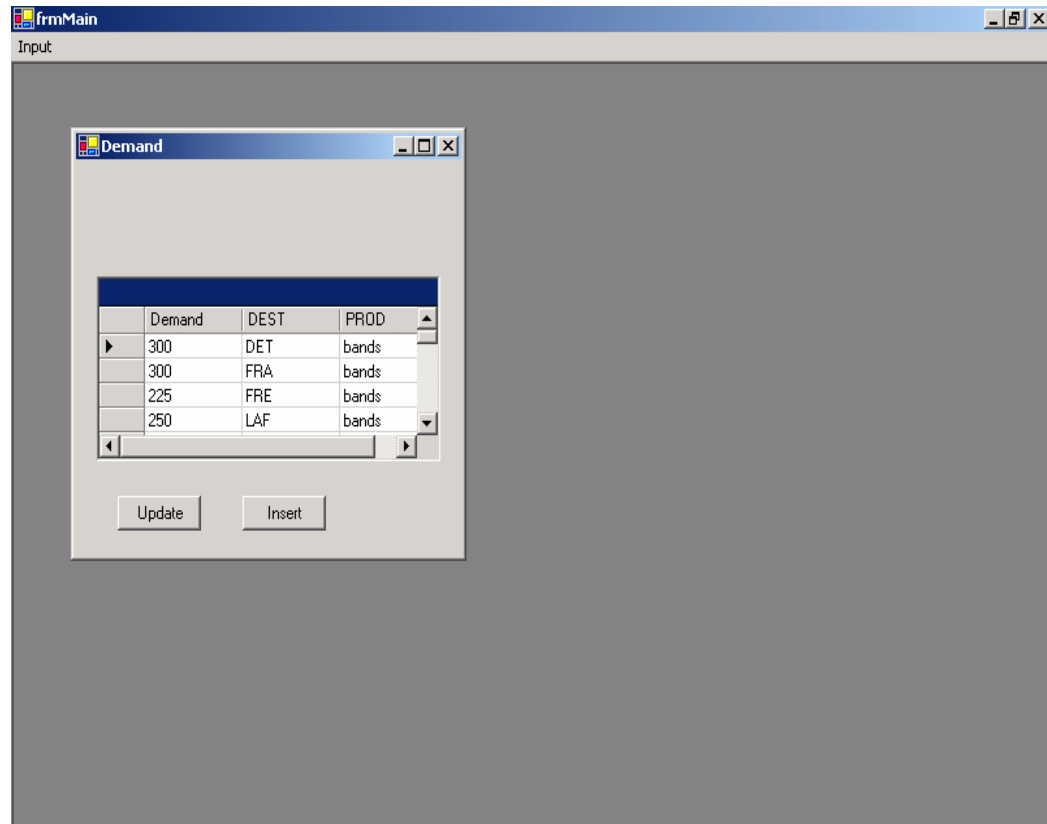 frmMain
Input
Demand
Demand DEST PROD
300 DET bands
300 FRA bands
225 FRE bands
250 LAF bands
Update Insert